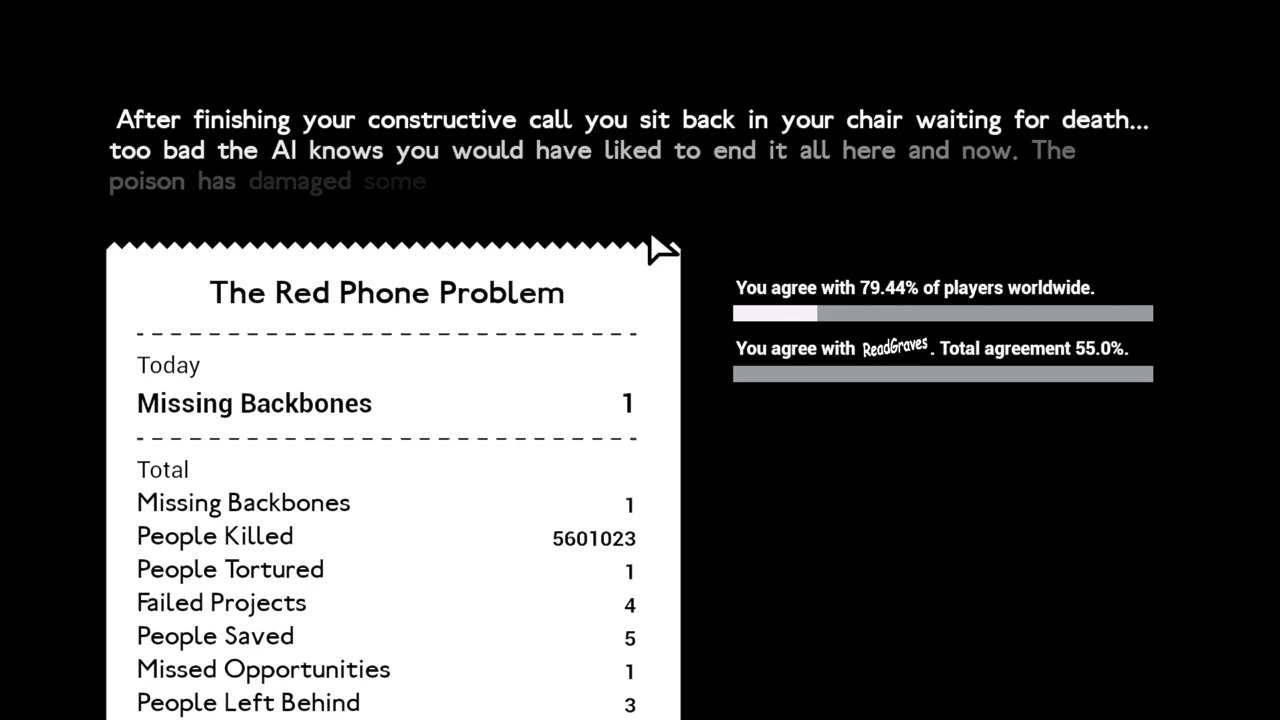 After finishing your constructive call you sit back in your chair waiting for death...
too bad the AI knows you would have liked to end it all here and now. The
poison has damaged some
The Red Phone Problem
Today
Missing Backbones 1
Total
Missing Backbones 1
People Killed 5601023
People Tortured 1
Failed Projects 4
People Saved 5
Missed Opportunities 1
People Left Behind 3
You agree with 79.44% of players worldwide.
You agree with ReadGraves. Total agreement 55.0%.